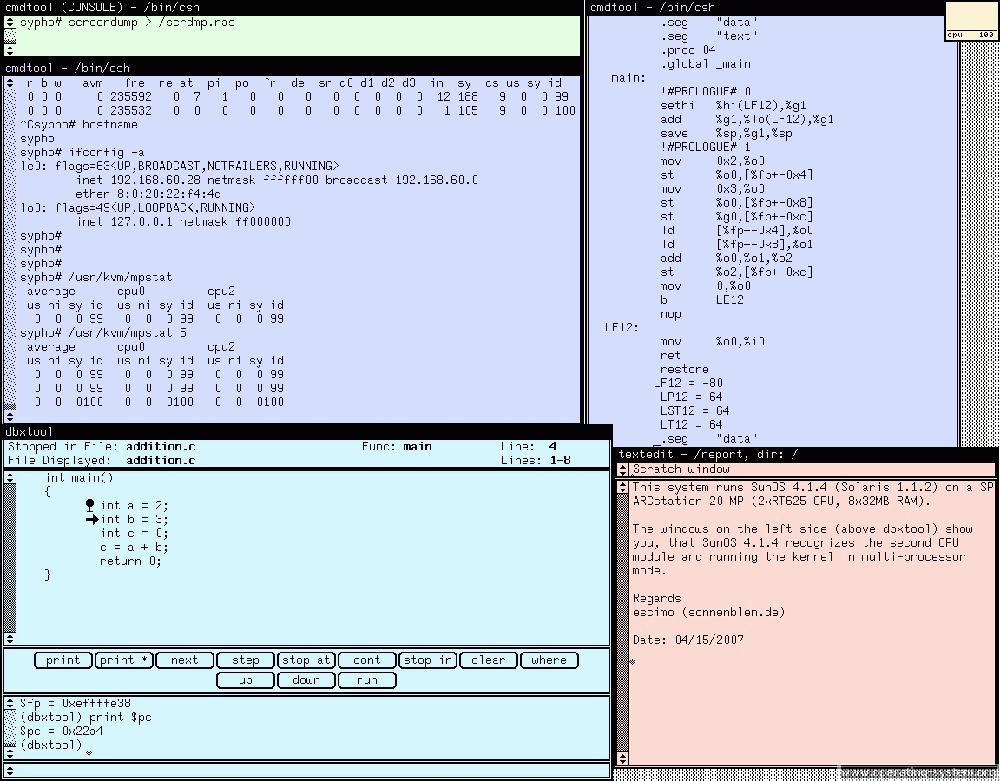 cmdtool (CONSOLE) - /bin/csh
sypho# screendump > /scrdmp.ras
cmdtool - /bin/csh
r b w   avm   fre  re at  pi  po  fr  de  sr d0 d1 d2 d3  in  sy  cs us sy id
0 0 0     0 235592   0  7   1   0   0   0   0  0  0  0  0  12 188   9  0  0 99
0 0 0     0 235532   0  0   0   0   0   0   0  0  0  0  0   1 105   9  0  0 100
^Csypho# hostname
sypho
sypho# ifconfig -a
le0: flags=63<UP,BROADCAST,NOTRAILERS,RUNNING>
        inet 192.168.60.28 netmask ffffff00 broadcast 192.168.60.0
        ether 8:0:20:22:f4:4d
lo0: flags=49<UP,LOOPBACK,RUNNING>
        inet 127.0.0.1 netmask ff000000
sypho#
sypho#
sypho#
sypho# /usr/kvm/mpstat
 average      cpu0         cpu2
 us ni sy id  us ni sy id  us ni sy id
  0  0  0 99   0  0  0 99   0  0  0 99
sypho# /usr/kvm/mpstat 5
 average      cpu0         cpu2
 us ni sy id  us ni sy id  us ni sy id
  0  0  0 99   0  0  0 99   0  0  0 99
  0  0  0 99   0  0  0 99   0  0  0 99
  0  0  0100   0  0  0100   0  0  0100
cmdtool - /bin/csh
        .seg    "data"
        .seg    "text"
        .proc 04
        .global _main
_main:
        !#PROLOGUE# 0
        sethi   %hi(LF12),%g1
        add     %g1,%lo(LF12),%g1
        save    %sp,%g1,%sp
        !#PROLOGUE# 1
        mov     0x2,%o0
        st      %o0,[%fp+-0x4]
        mov     0x3,%o0
        st      %o0,[%fp+-0x8]
        st      %g0,[%fp+-0xc]
        ld      [%fp+-0x4],%o0
        ld      [%fp+-0x8],%o1
        add     %o0,%o1,%o2
        st      %o2,[%fp+-0xc]
        mov     0,%o0
        b       LE12
        nop
LE12:
        mov     %o0,%i0
        ret
        restore
       LF12 = -80
        LP12 = 64
        LST12 = 64
        LT12 = 64
        .seg    "data"
cpu 100
dbxtool
Stopped in File: addition.c Func: main Line: 4
File Displayed: addition.c Lines: 1-8
int main()
{
        int a = 2;
        int b = 3;
        int c = 0;
        c = a + b;
        return 0;
}
print print * next step stop at cont stop in clear where
up down run
$fp = 0xeffffe38
(dbxtool) print $pc
$pc = 0x22a4
(dbxtool)
textedit - /report, dir: /
Scratch window
This system runs SunOS 4.1.4 (Solaris 1.1.2) on a SP
ARCstation 20 MP (2xRT625 CPU, 8x32MB RAM).
The windows on the left side (above dbxtool) show
you, that SunOS 4.1.4 recognizes the second CPU
module and running the kernel in multi-processor
mode.
Regards
escimo (sonnenblen.de)
Date: 04/15/2007
www.operating-system.org